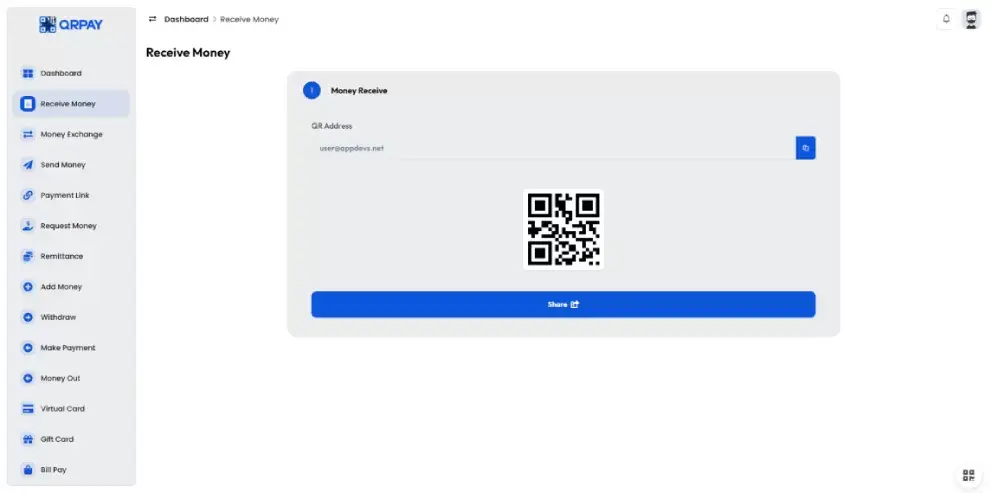 QRPAY
Dashboard
Receive Money
Money Exchange
Send Money
Payment Link
Request Money
Remittance
Add Money
Withdraw
Make Payment
Money Out
Virtual Card
Gift Card
Bill Pay
Dashboard > Receive Money
Receive Money
Money Receive
QR Address
user@appdevs.net
Share